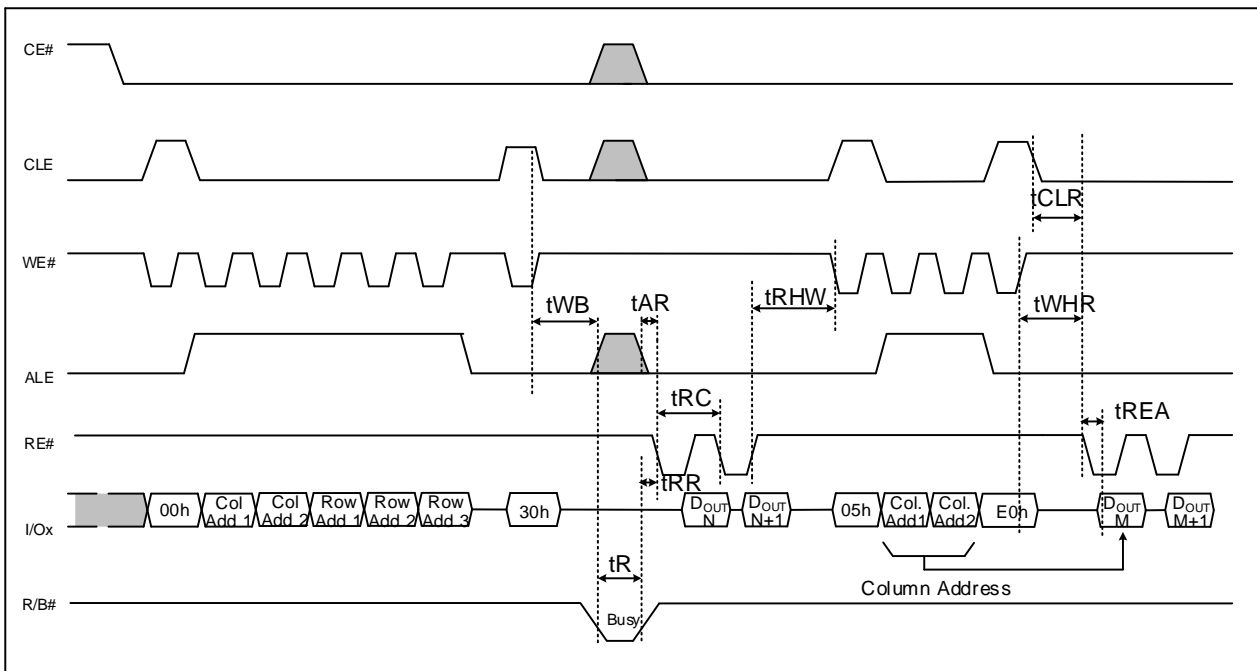 CE#
CLE
tCLR
WE#
tWB
tAR
tRHW
tWHR
ALE
tRC
tREA
RE#
tRR
I/Ox
00h
Col
Add 1
Col
Add 2
Row
Add 1
Row
Add 2
Row
Add 3
30h
DOUT
N
DOUT
N+1
05h
Col.
Add1
Col.
Add2
E0h
DOUT
M
DOUT
M+1
tR
Column Address
R/B#
Busy